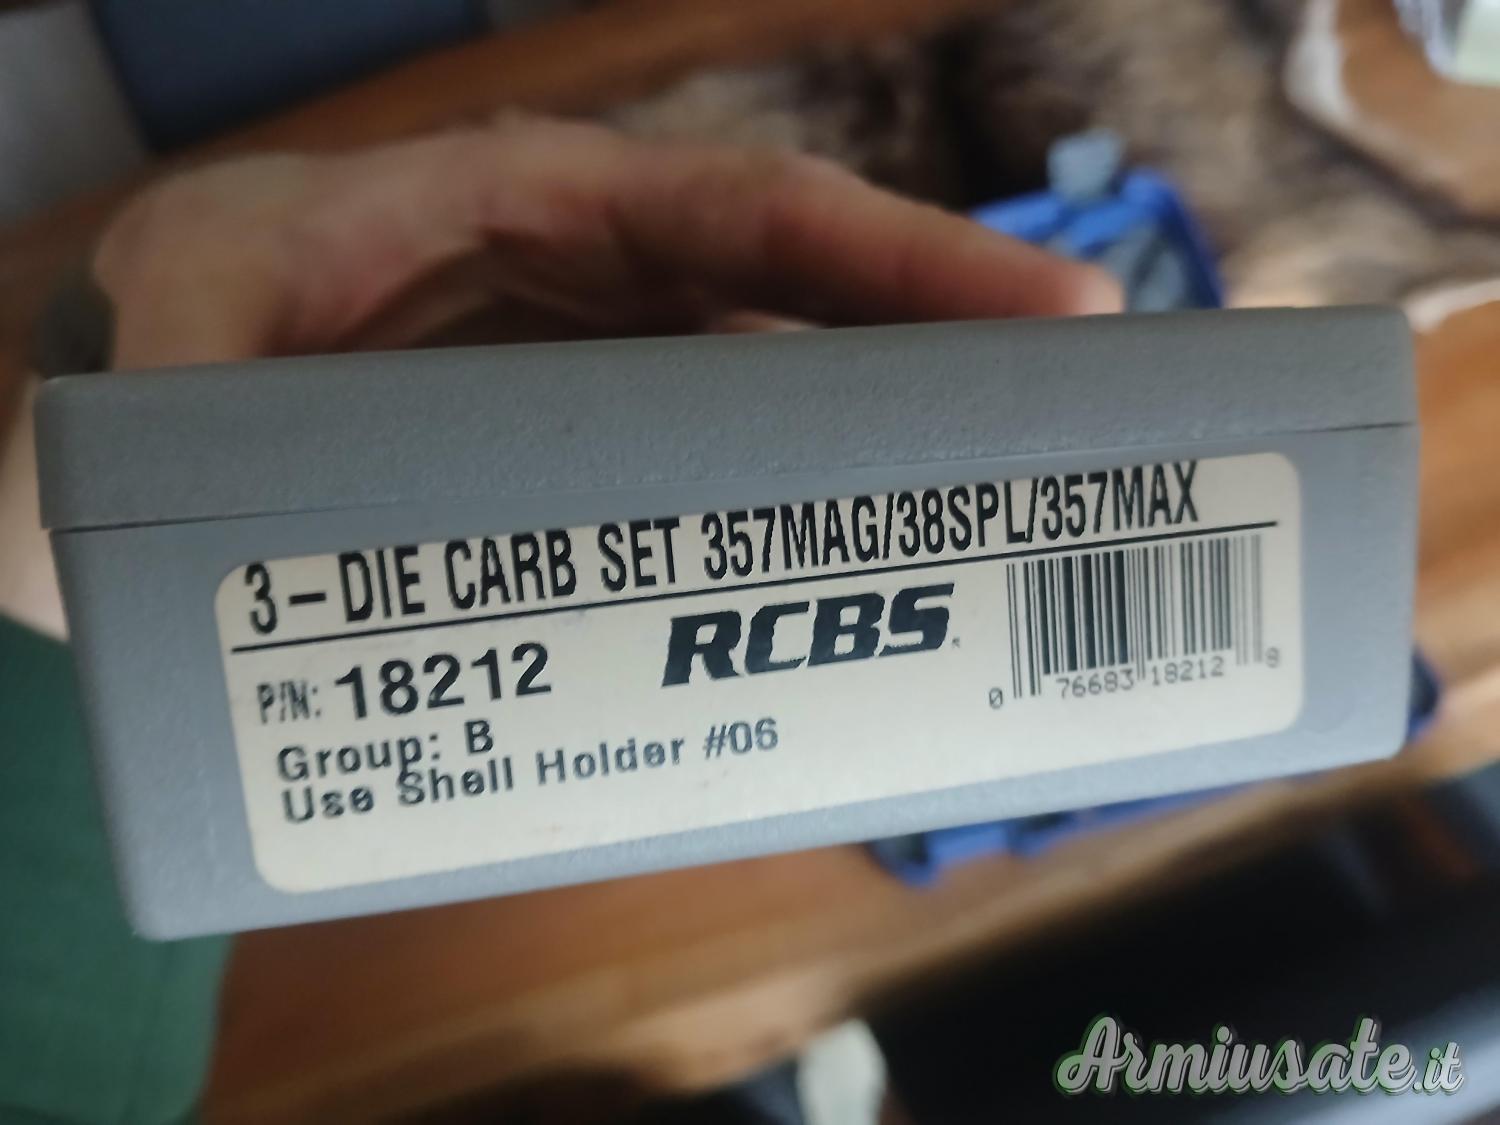 3-DIE CARB SET 357MAG/38SPL/357MAX
P/N: 18212
RCBS
Group: B
Use Shell Holder #06
0 76683 18212 8
Armiusate.it